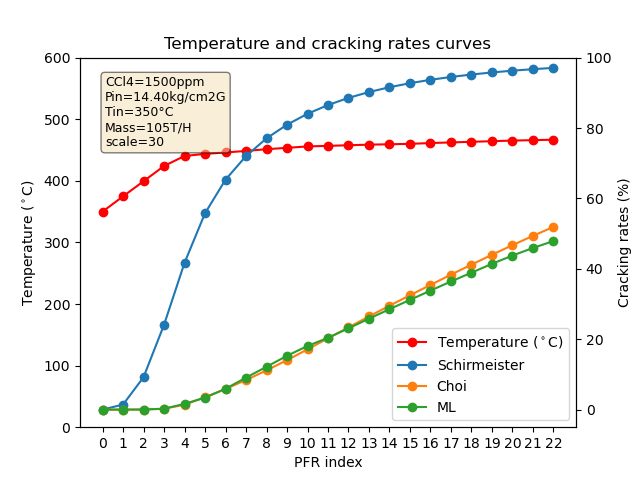 Temperature and cracking rates curves
CCl4=1500ppm
Pin=14.40kg/cm2G
Tin=350°C
Mass=105T/H
scale=30
Temperature (°C)
600
500
400
300
200
100
0
100
80
60
40
20
0
Cracking rates (%)
Temperature (°C)
Schirmeister
Choi
ML
0 1 2 3 4 5 6 7 8 9 10 11 12 13 14 15 16 17 18 19 20 21 22
PFR index